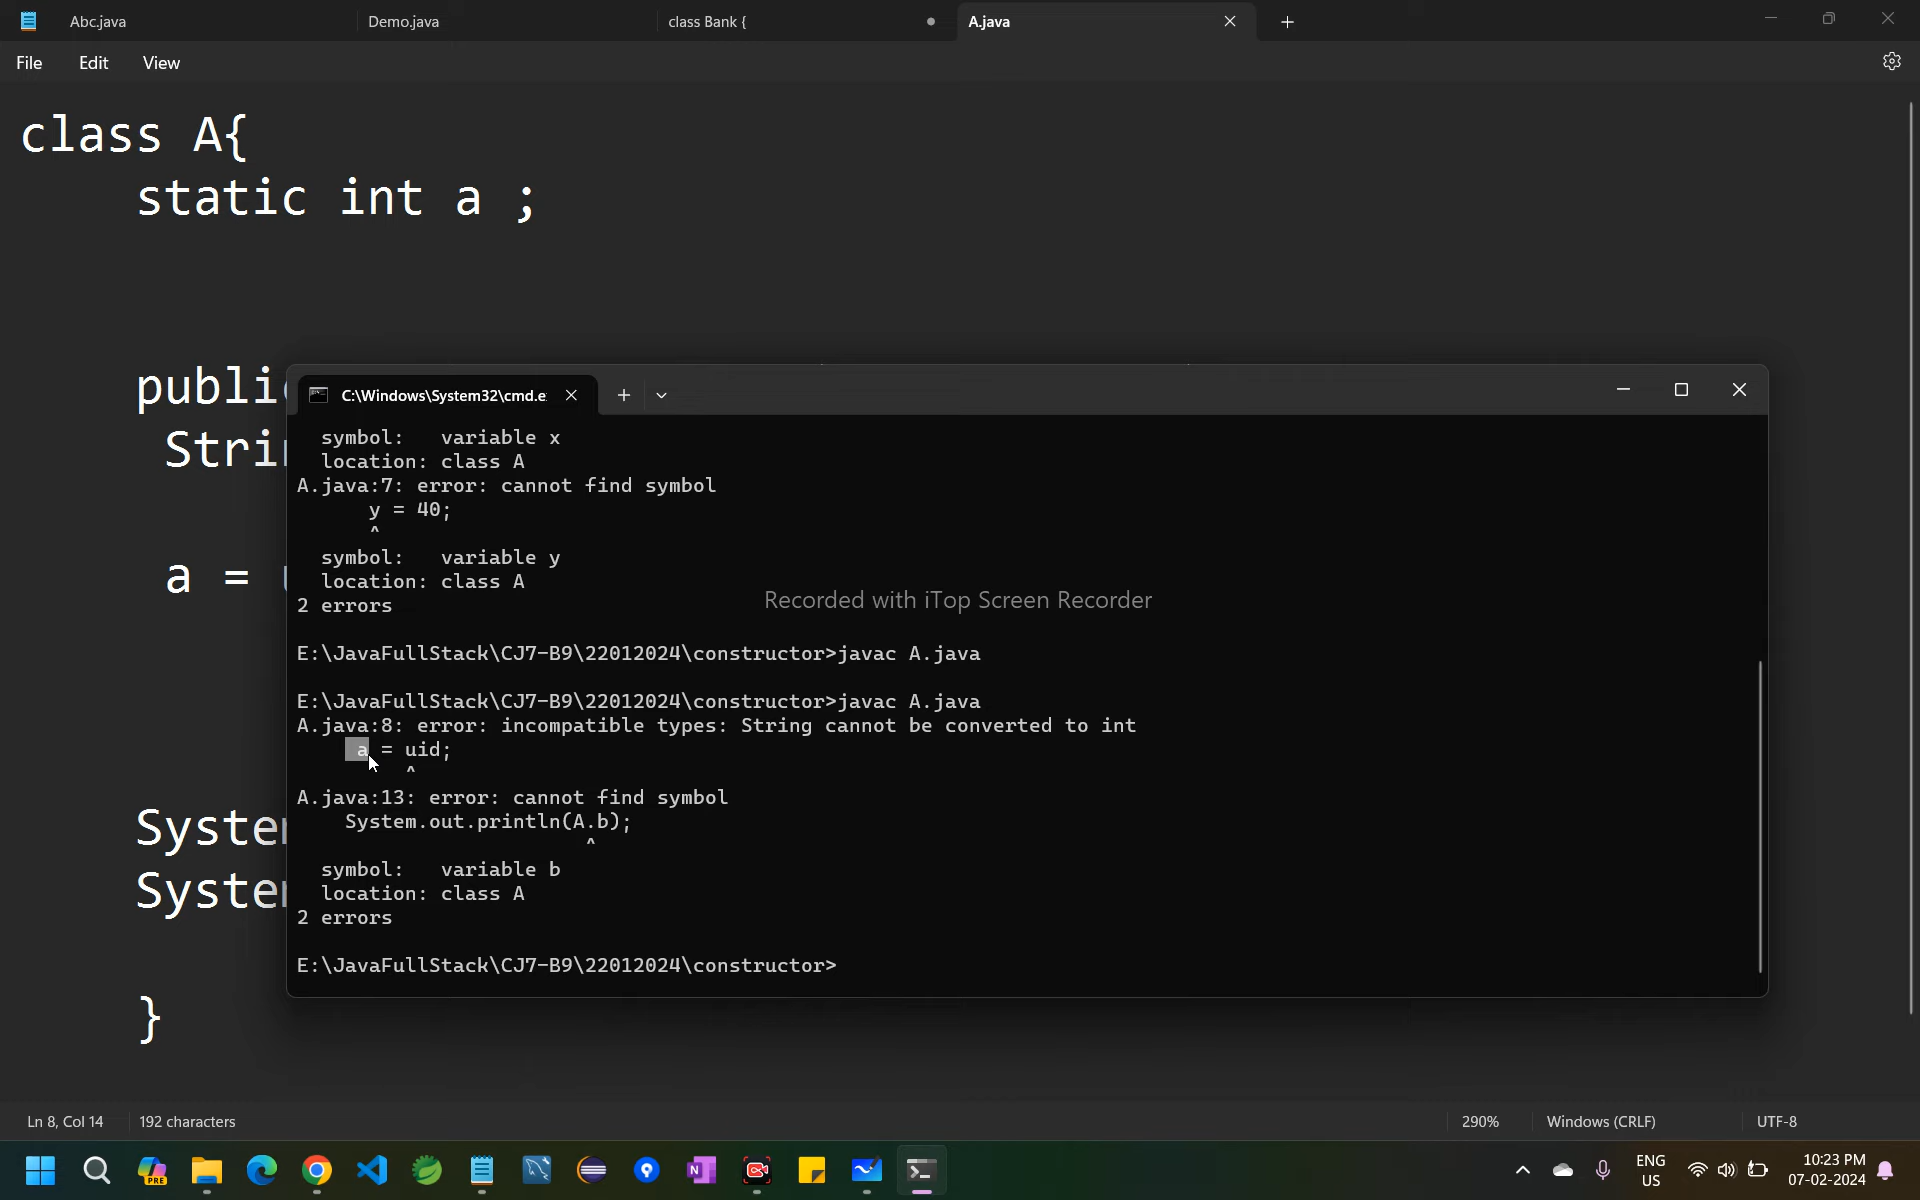 Abc.java
Demo.java
class Bank {
A.java
File Edit View
class A{
static int a ;
public
Strin
a = u
System
System
}
C:\Windows\System32\cmd.e:
symbol: variable x
location: class A
A.java:7: error: cannot find symbol
y = 40;
^
symbol: variable y
location: class A
2 errors
Recorded with iTop Screen Recorder
E:\JavaFullStack\CJ7-B9\22012024\constructor>javac A.java
E:\JavaFullStack\CJ7-B9\22012024\constructor>javac A.java
A.java:8: error: incompatible types: String cannot be converted to int
a = uid;
^
A.java:13: error: cannot find symbol
System.out.println(A.b);
^
symbol: variable b
location: class A
2 errors
E:\JavaFullStack\CJ7-B9\22012024\constructor>
Ln 8, Col 14
192 characters
290%
Windows (CRLF)
UTF-8
PRE
N
ENG
US
10:23 PM
07-02-2024